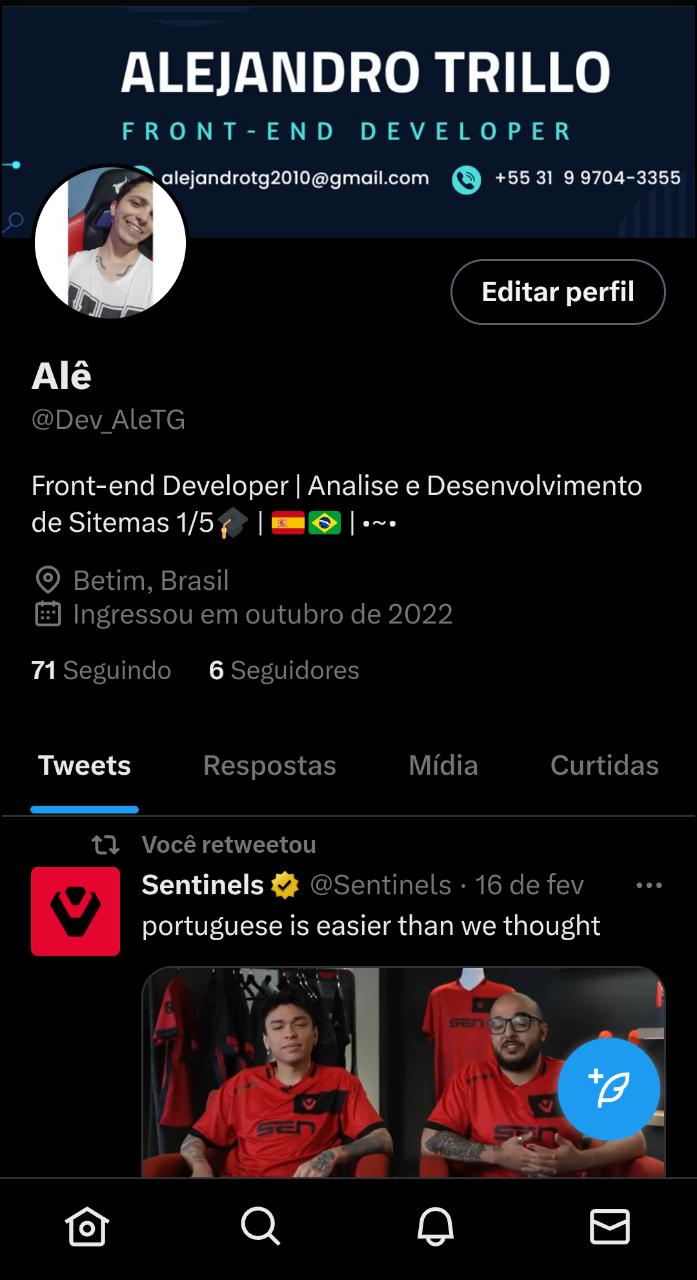 ALEJANDRO TRILLO
FRONT-END DEVELOPER
alejandrotg2010@gmail.com +55 31 9 9704-3355
Editar perfil
Alê
@Dev_AleTG
Front-end Developer | Analise e Desenvolvimento
de Sitemas 1/5🎓 | 🇪🇸🇧🇷 | •~•
Betim, Brasil
Ingressou em outubro de 2022
71 Seguindo 6 Seguidores
Tweets Respostas Mídia Curtidas
Você retweetou
Sentinels @Sentinels · 16 de fev
portuguese is easier than we thought
SEN
SEN